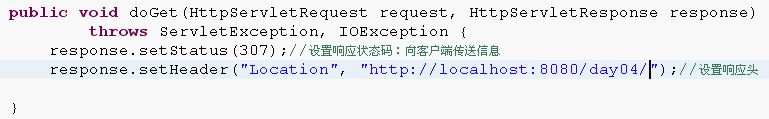 public void doGet(HttpServletRequest request, HttpServletResponse response)
throws ServletException, IOException {
response.setStatus(307);//设置响应状态码：向客户端传送信息
response.setHeader("Location", "http://localhost:8080/day04/");//设置响应头
}